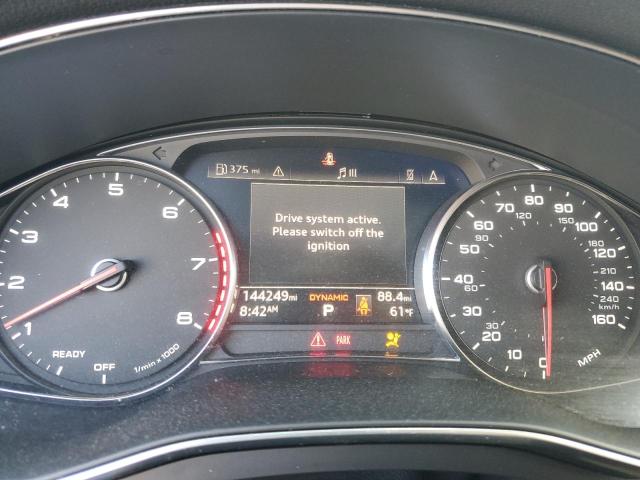 375 mi
Drive system active.
Please switch off the
ignition
144249mi DYNAMIC 88.4mi
8:42AM P 61°F
PARK
1 2 3 4 5 6 7 8
READY
OFF
1/min x 1000
0 10 20 30 40 60 70 80 90 100 120 140 160
30 60 90 120 150 180 210 240
km/h
MPH